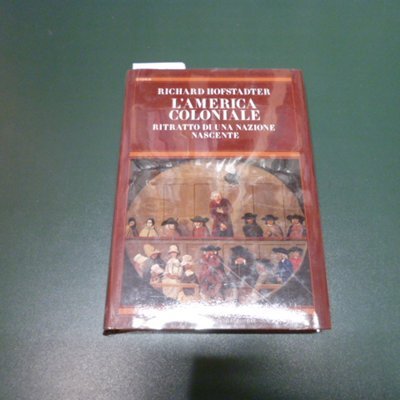 RICHARD HOFSTADTER
L'AMERICA
COLONIALE
RITRATTO DI UNA NAZIONE
NASCENTE